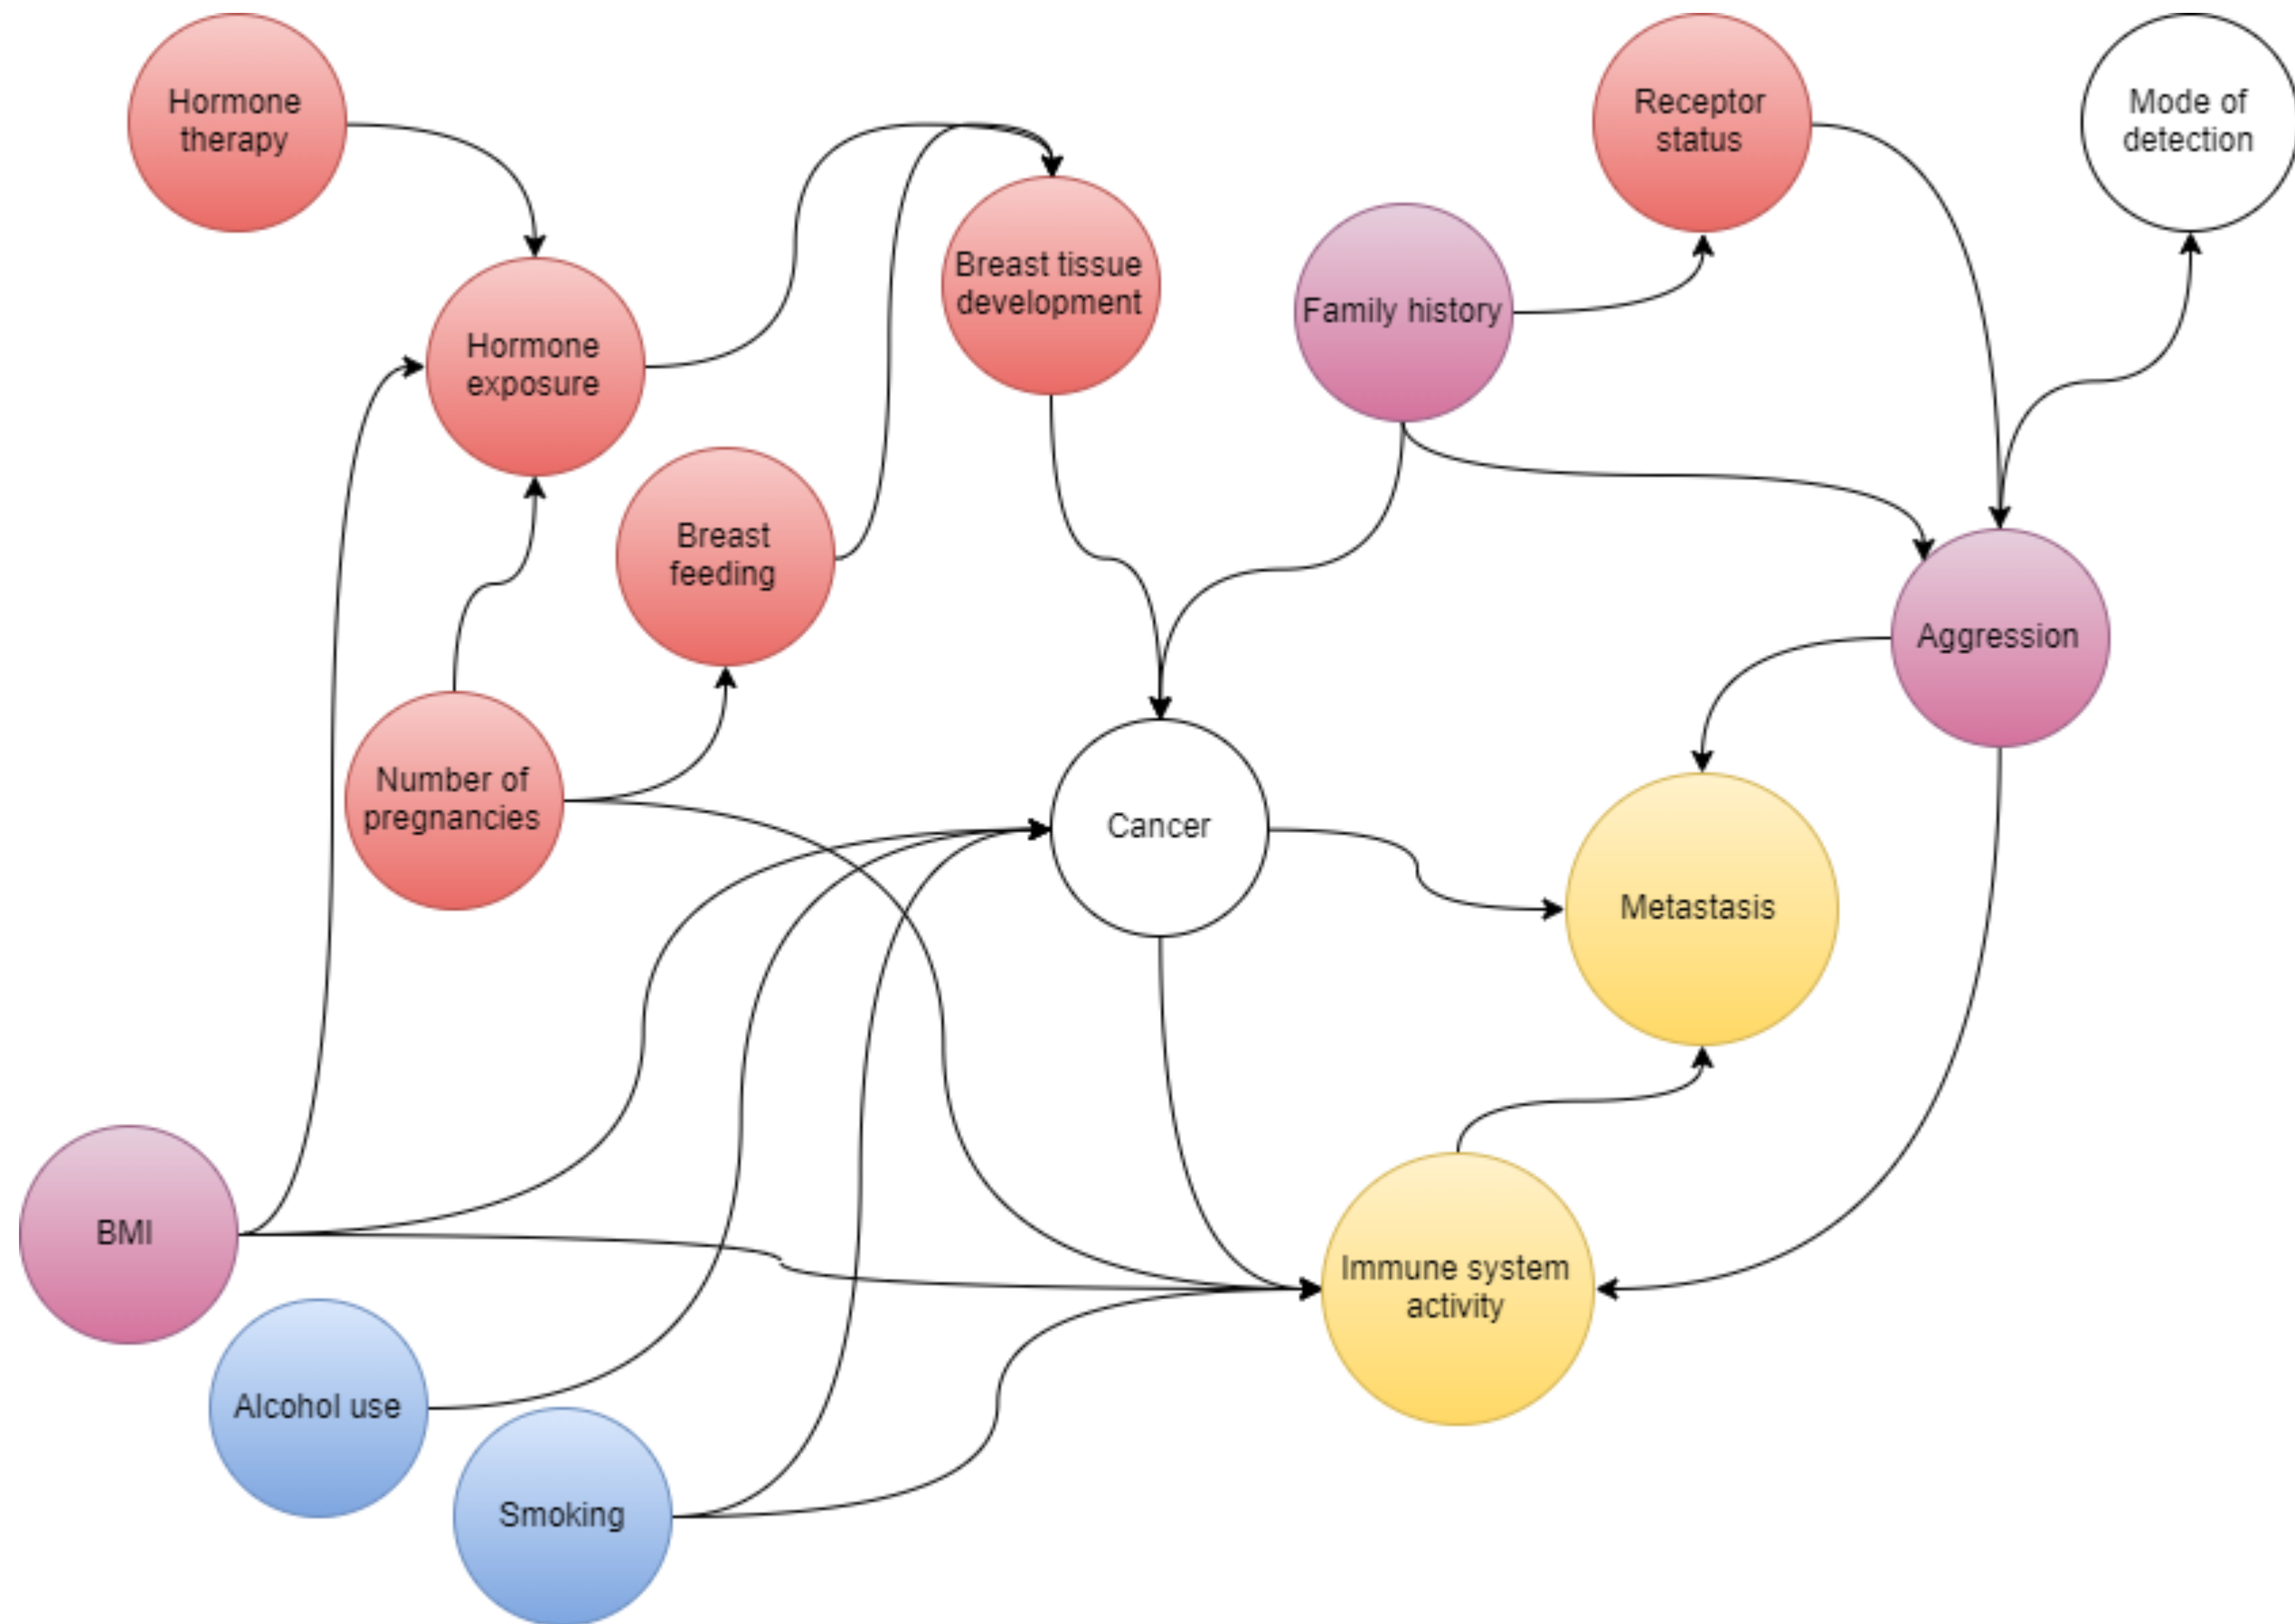 Hormone
therapy
Receptor
status
Mode of
detection
Breast tissue
development
Family history
Hormone
exposure
Breast
feeding
Aggression
Number of
pregnancies
Cancer
Metastasis
BMI
Immune system
activity
Alcohol use
Smoking